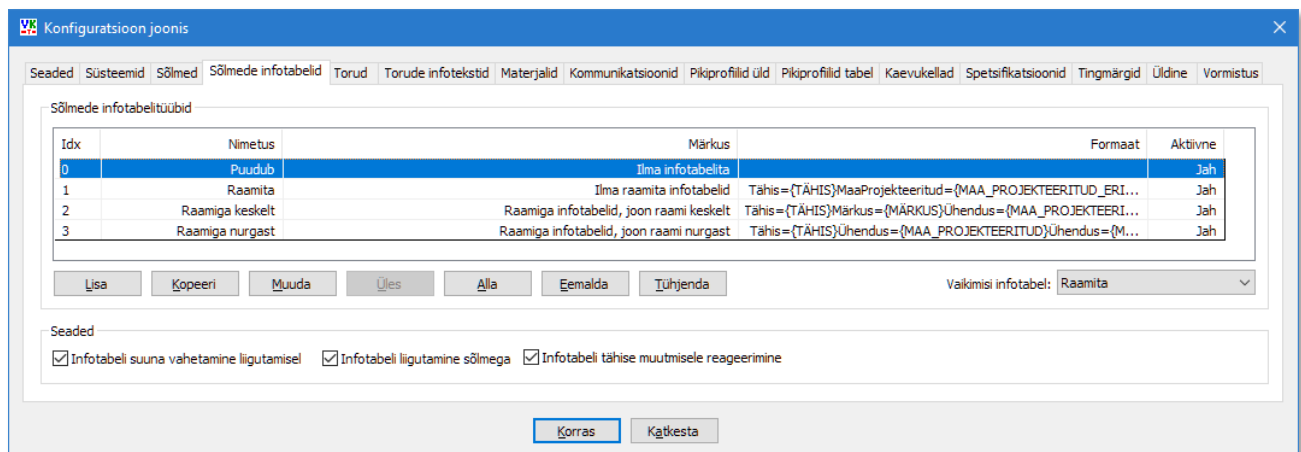 Konfiguratsioon joonis
Seaded Süsteemid Sõlmed Sõlmede infotabelid Torud Torude infotekstid Materjalid Kommunikatsioonid Pikiprofiilid üld Pikiprofiilid tabel Kaevukellad Spetsifikatsioonid Tingmärgid Üldine Vormistus
Sõlmede infotabelitüübid
Idx Nimetus Märkus Formaat Aktiivne
0 Puudub Ilma infotabelita Jah
1 Raamita Ilma raamita infotabelid Tähis={TÄHIS}MaaProjekteeritud={MAA_PROJEKTEERITUD_ERI... Jah
2 Raamiga keskelt Raamiga infotabelid, joon raami keskelt Tähis={TÄHIS}Märkus={MÄRKUS}Ühendus={MAA_PROJEKTEERI... Jah
3 Raamiga nurgast Raamiga infotabelid, joon raami nurgast Tähis={TÄHIS}Ühendus={MAA_PROJEKTEERITUD}Ühendus={M... Jah
Lisa Kopeeri Muuda Üles Alla Eemalda Tühjenda Vaikimisi infotabel: Raamita
Seaded
Infotabeli suuna vahetamine liigutamisel Infotabeli liigutamine sõlmega Infotabeli tähise muutmisele reageerimine
Korras Katkesta